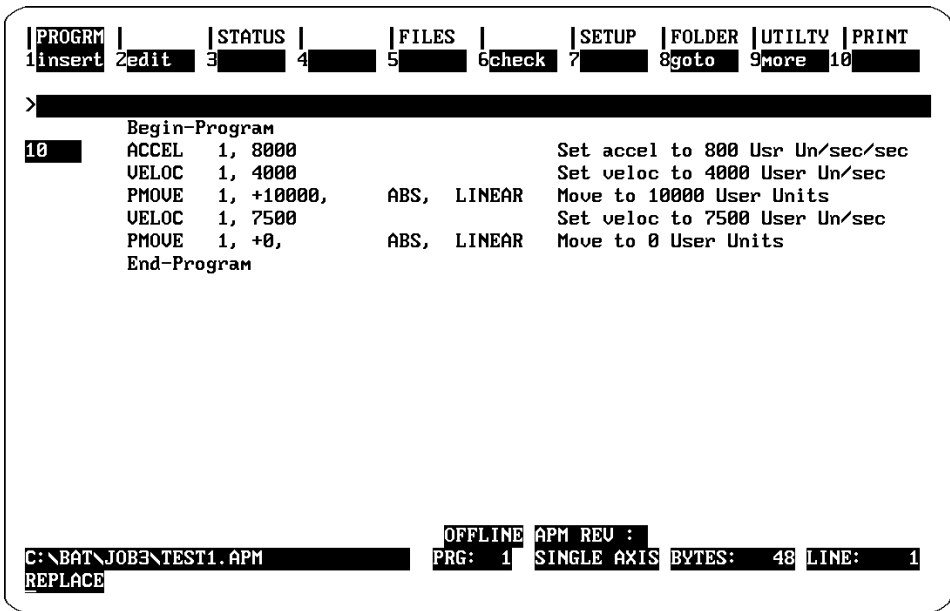 |PROGRM | |STATUS | |FILES | |SETUP |FOLDER |UTILTY |PRINT
1insert 2edit 3 4 5 6check 7 8goto 9more 10
>
Begin-Program
10 ACCEL 1, 8000 Set accel to 800 Usr Un/sec/sec
VELOC 1, 4000 Set veloc to 4000 User Un/sec
PMOVE 1, +10000, ABS, LINEAR Move to 10000 User Units
VELOC 1, 7500 Set veloc to 7500 User Un/sec
PMOVE 1, +0, ABS, LINEAR Move to 0 User Units
End-Program
OFFLINE APM REV :
C:\BAT\JOB3\TEST1.APM PRG: 1 SINGLE AXIS BYTES: 48 LINE: 1
REPLACE